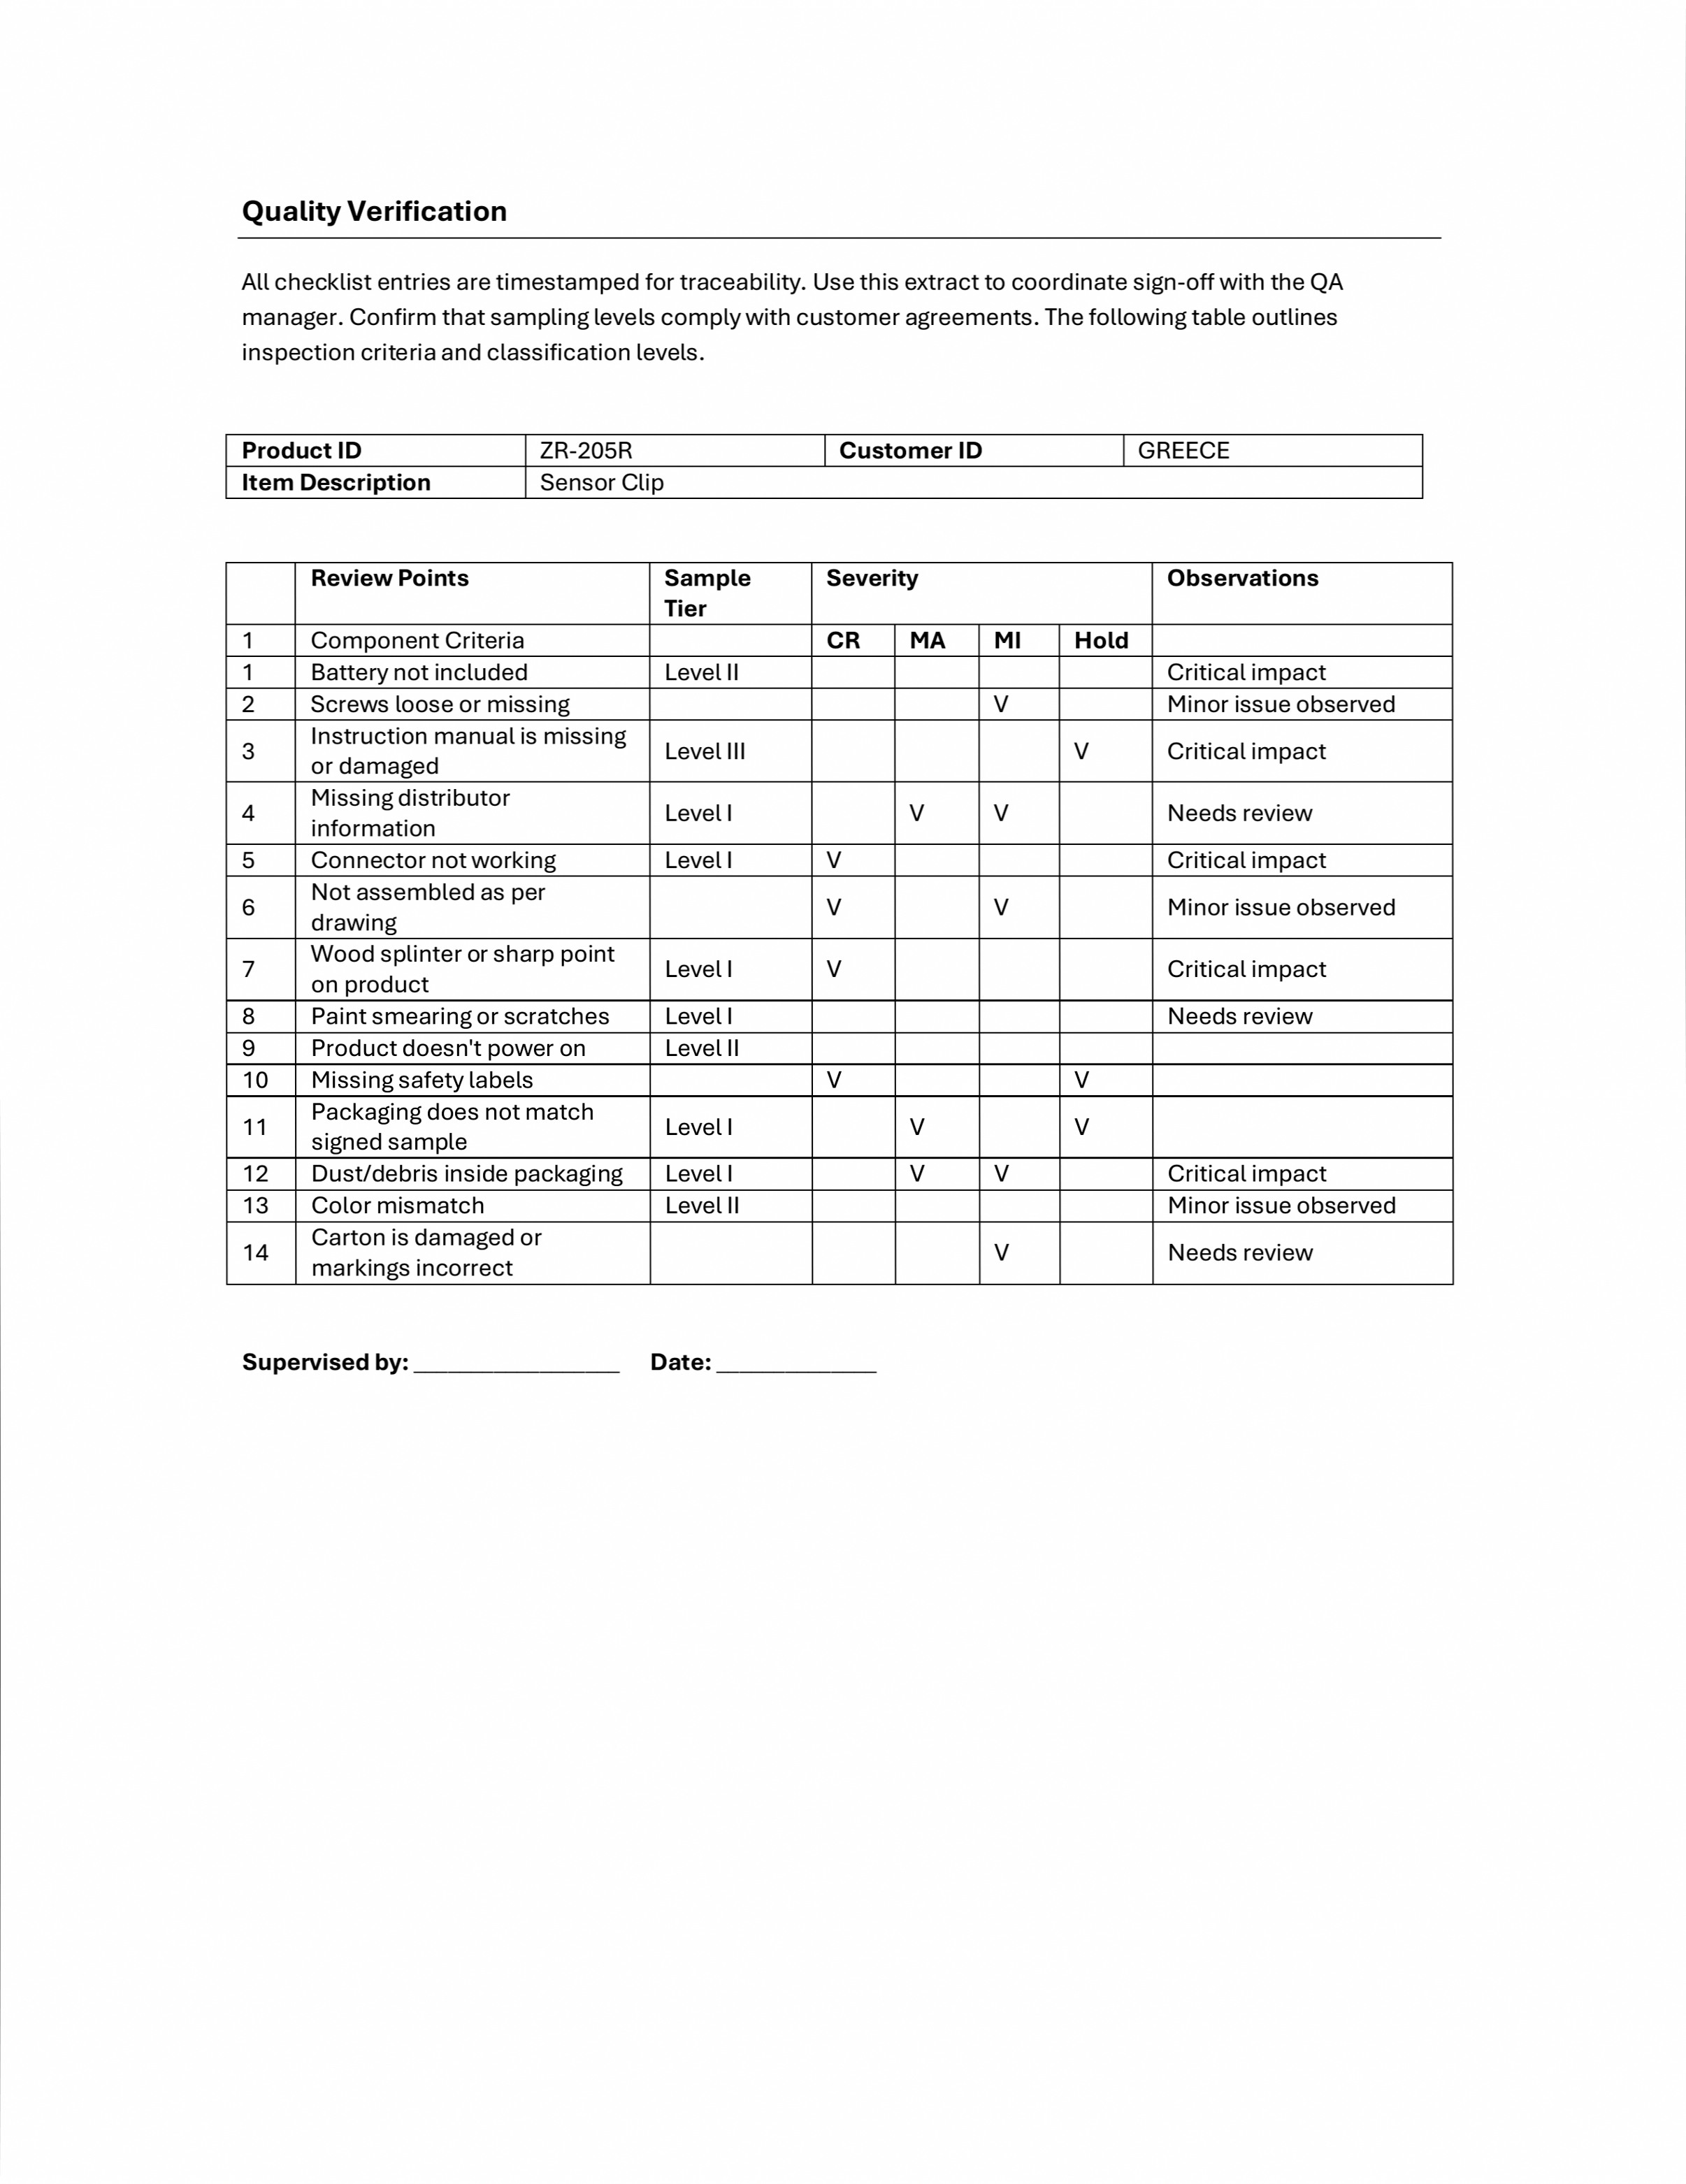 Quality Verification
All checklist entries are timestamped for traceability. Use this extract to coordinate sign-off with the QA
manager. Confirm that sampling levels comply with customer agreements. The following table outlines
inspection criteria and classification levels.
Product ID ZR-205R Customer ID GREECE
Item Description Sensor Clip
Review Points Sample Severity Observations
Tier
1 Component Criteria CR MA MI Hold
1 Battery not included Level II Critical impact
2 Screws loose or missing V Minor issue observed
Instruction manual is missing
3 Level III V Critical impact
or damaged
Missing distributor
4 Level I V V Needs review
information
5 Connector not working Level I V Critical impact
Not assembled as per
6 V V Minor issue observed
drawing
Wood splinter or sharp point
7 Level I V Critical impact
on product
8 Paint smearing or scratches Level I Needs review
9 Product doesn't power on Level II
10 Missing safety labels V V
Packaging does not match
11 Level I V V
signed sample
12 Dust/debris inside packaging Level I V V Critical impact
13 Color mismatch Level II Minor issue observed
Carton is damaged or
14 V Needs review
markings incorrect
Supervised by: __________________ Date: ______________